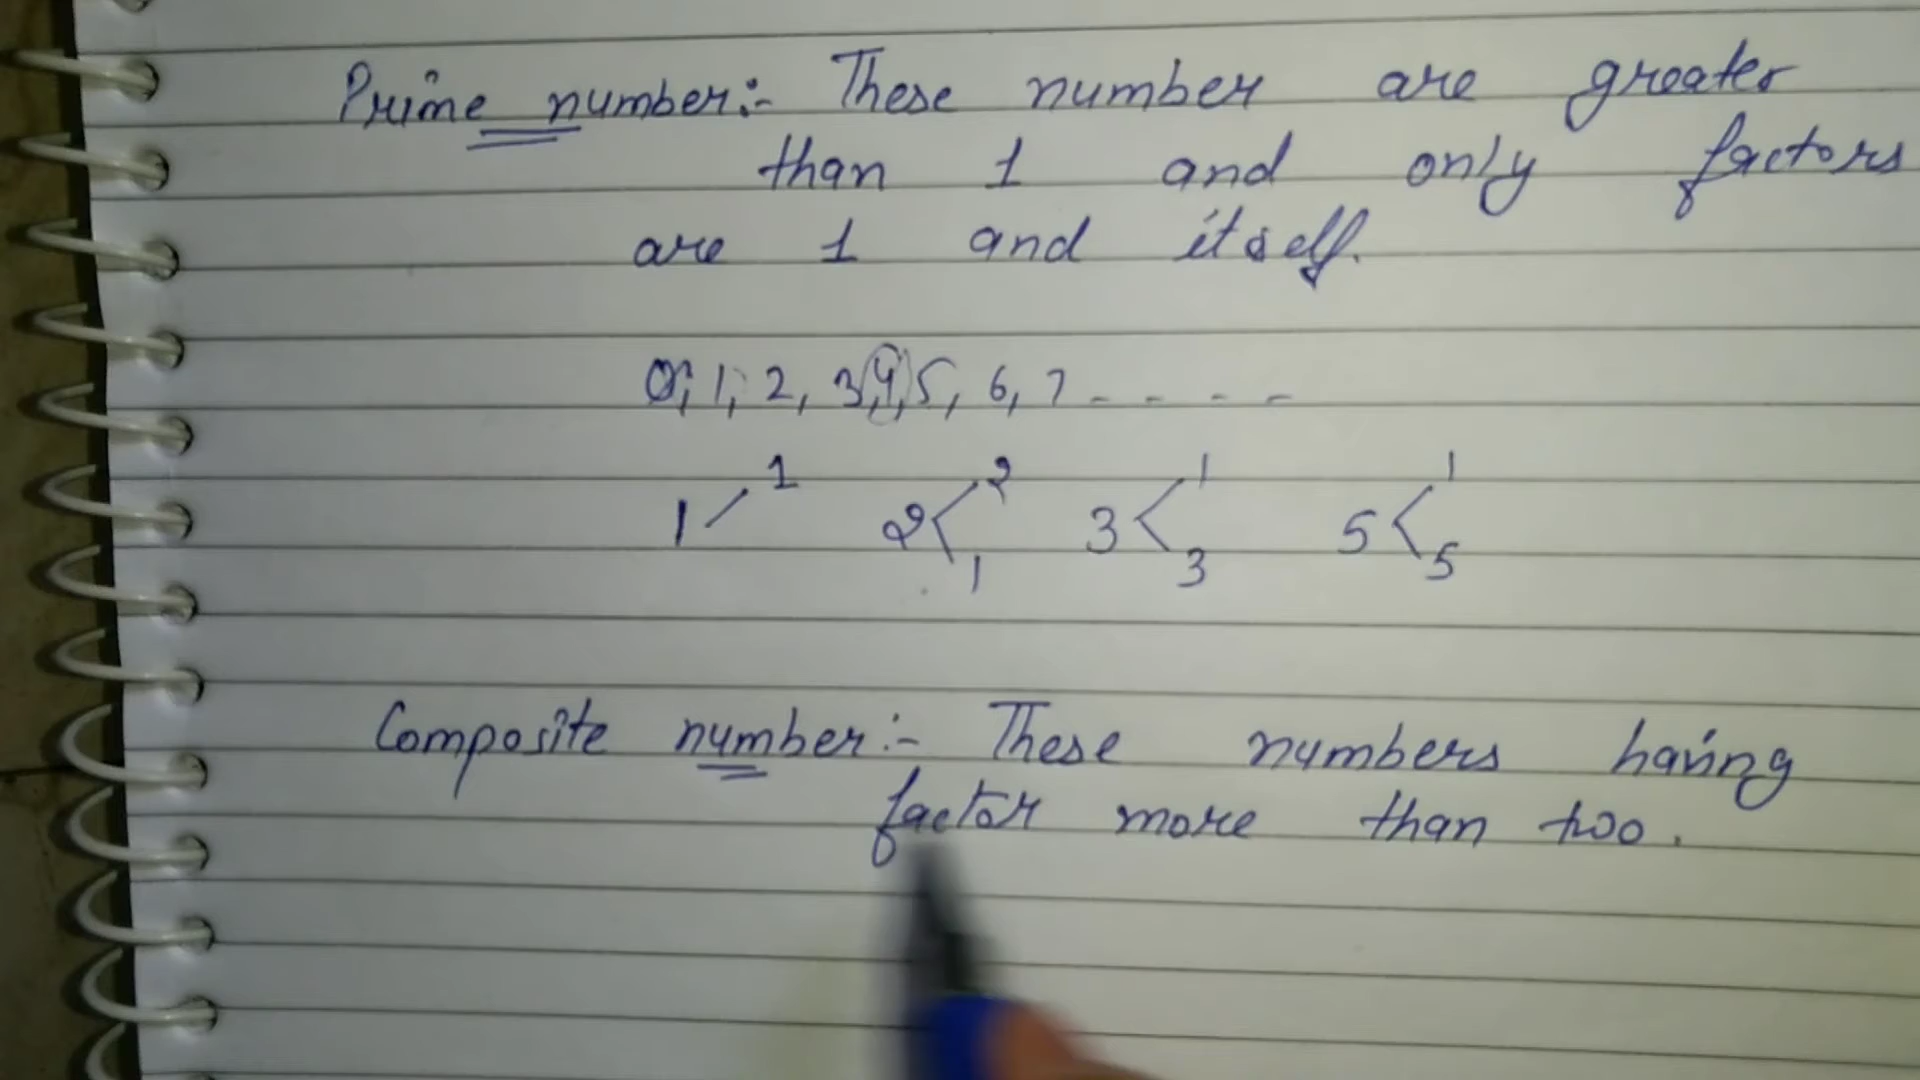 Prime number:- These number are greater
than 1 and only factors
are 1 and itself.
0, 1, 2, 3, 4, 5, 6, 7 - - - -
1 2 1 1
1 2 3 5
1 3 5
Composite number:- These numbers having
factor more than two.